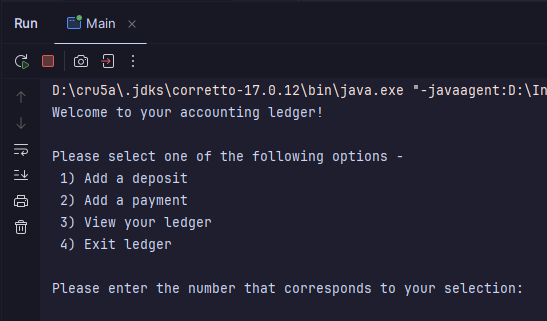 Run Main
D:\cru5a\.jdks\corretto-17.0.12\bin\java.exe "-javaagent:D:\In
Welcome to your accounting ledger!
Please select one of the following options -
1) Add a deposit
2) Add a payment
3) View your ledger
4) Exit ledger
Please enter the number that corresponds to your selection: